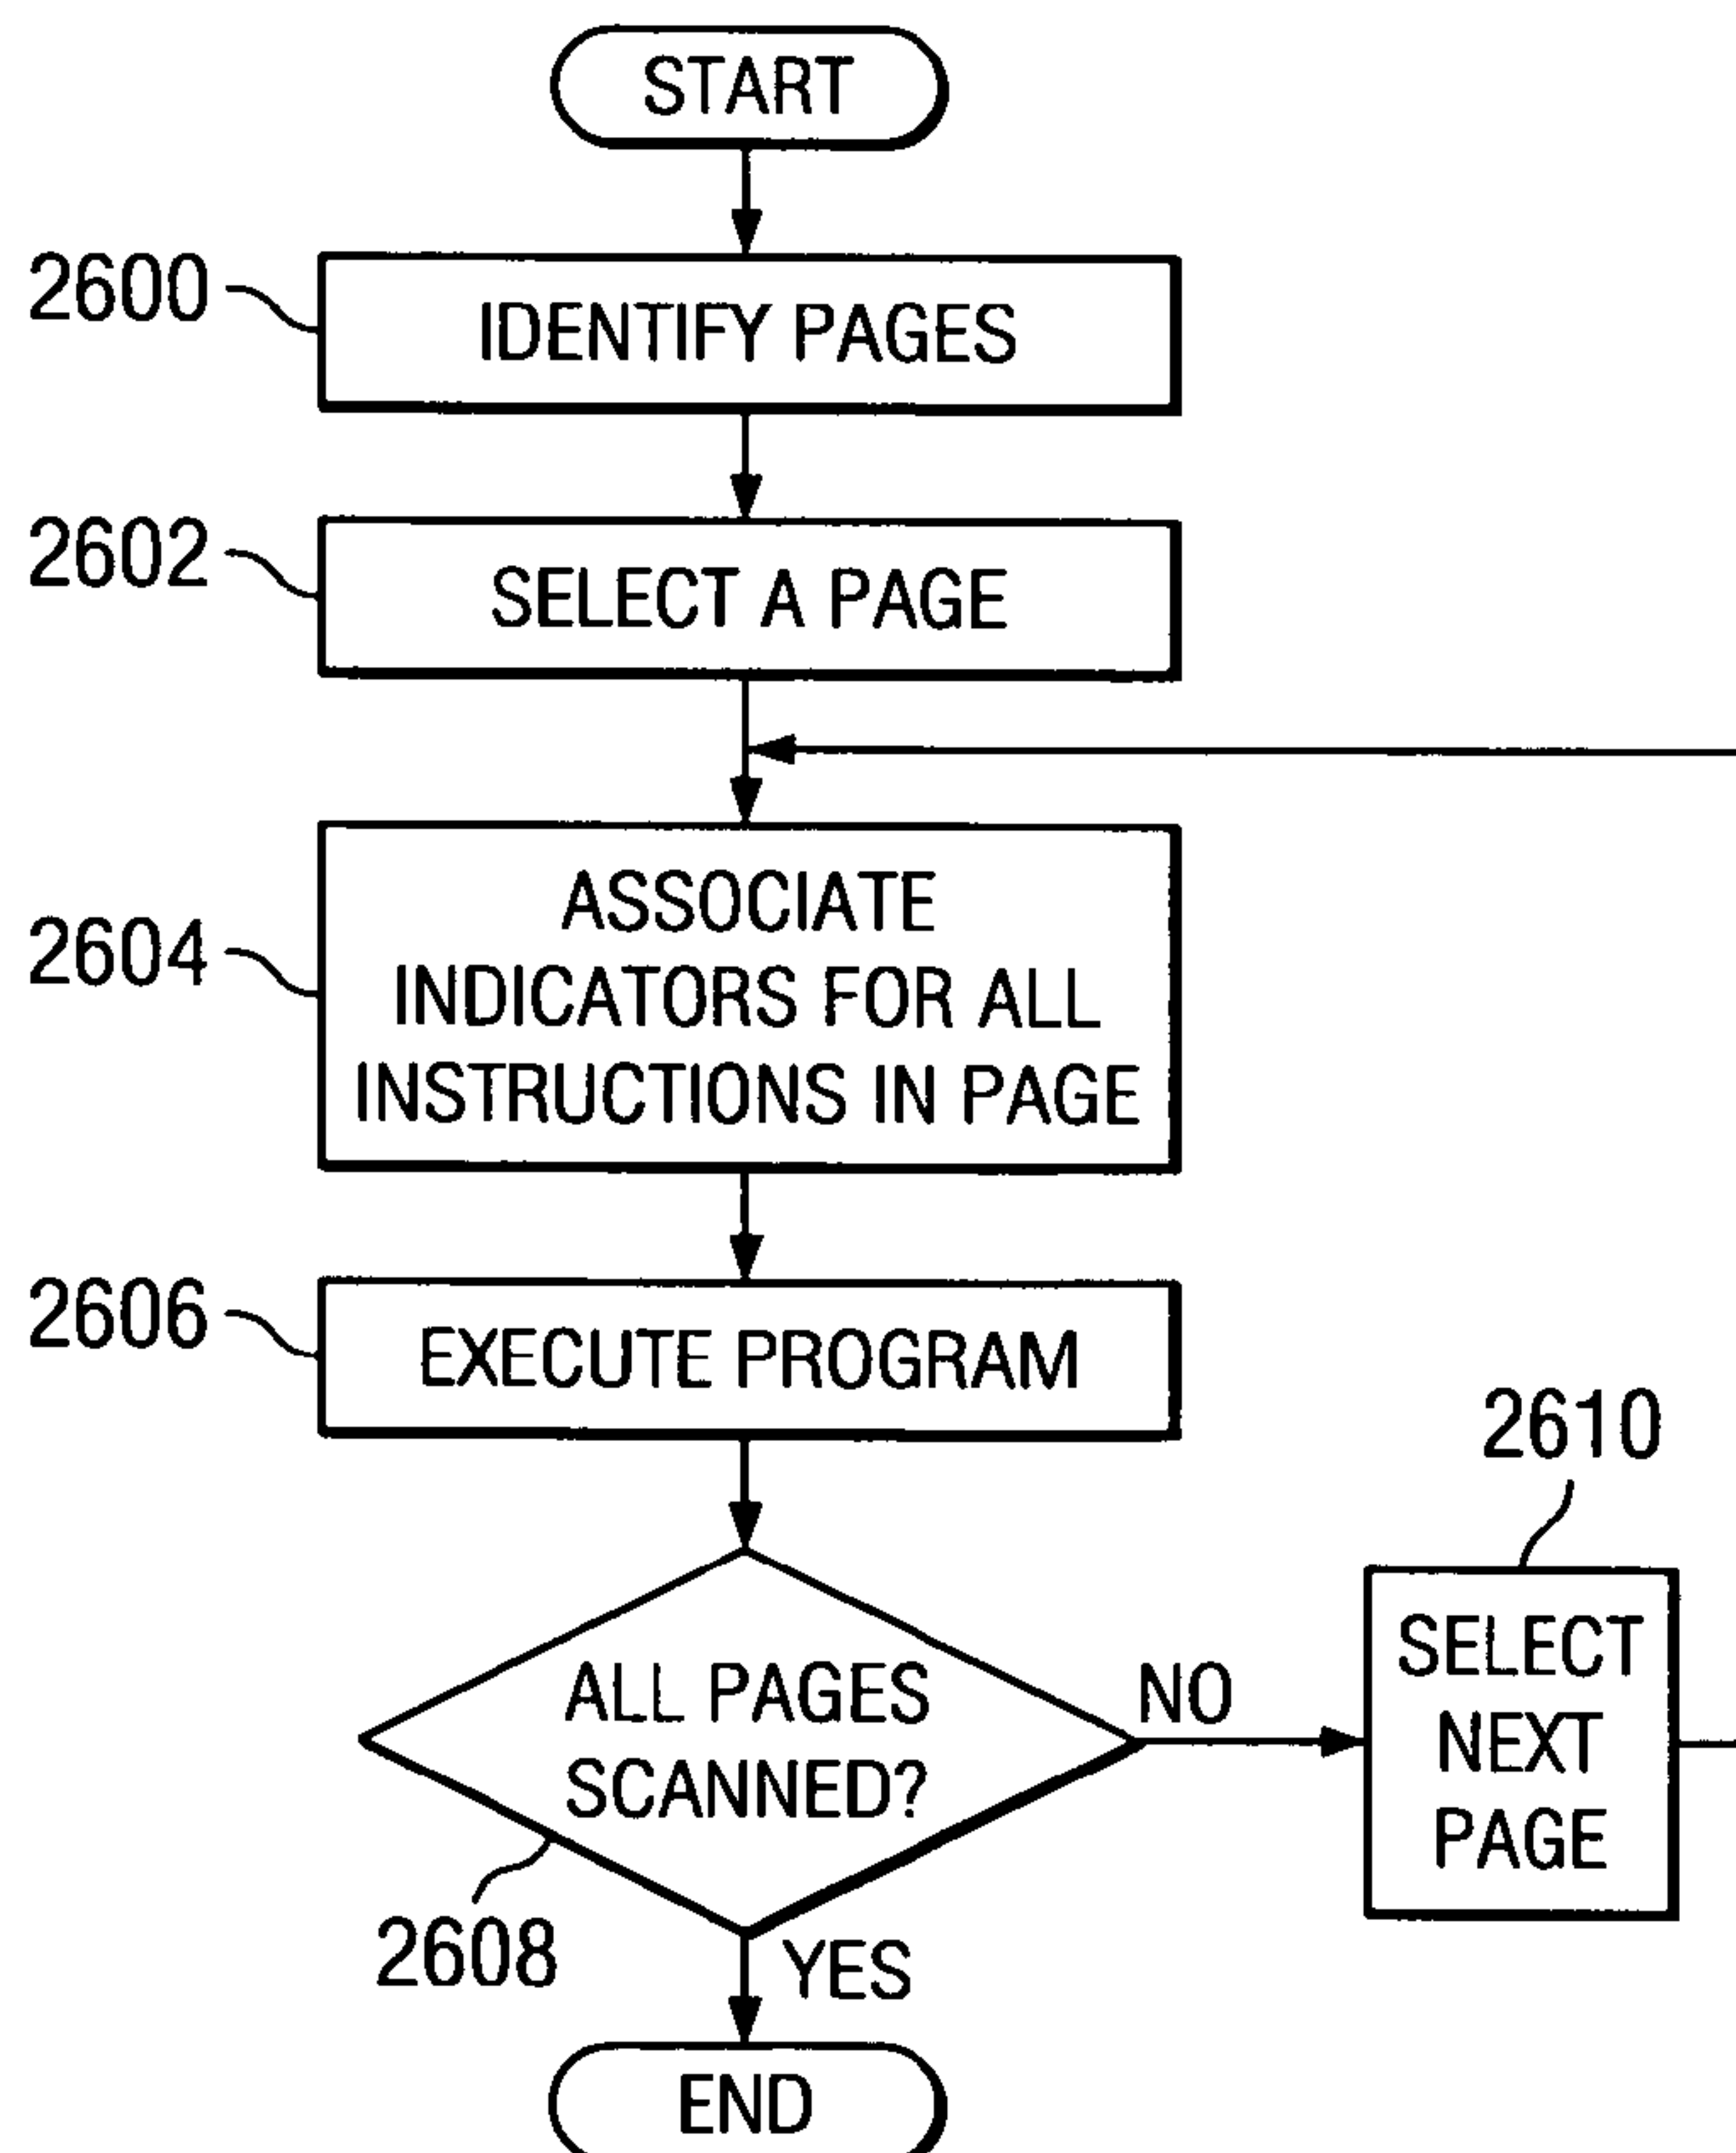 START
2600
IDENTIFY PAGES
2602
SELECT A PAGE
2604
ASSOCIATE
INDICATORS FOR ALL
INSTRUCTIONS IN PAGE
2606
EXECUTE PROGRAM
2608
ALL PAGES
SCANNED?
NO
2610
SELECT
NEXT
PAGE
YES
END